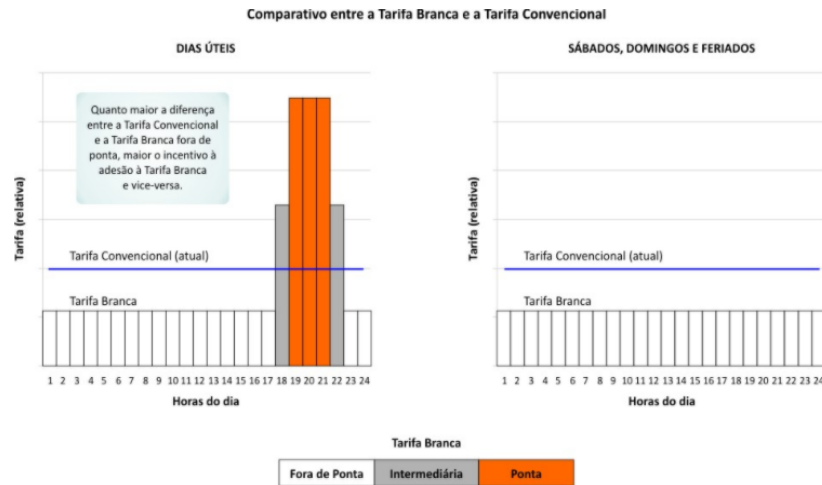 Comparativo entre a Tarifa Branca e a Tarifa Convencional
DIAS ÚTEIS
Quanto maior a diferença
entre a Tarifa Convencional
e a Tarifa Branca fora de
ponta, maior o incentivo à
adesão à Tarifa Branca
e vice-versa.
Tarifa (relativa)
Tarifa Convencional (atual)
Tarifa Branca
1 2 3 4 5 6 7 8 9 10 11 12 13 14 15 16 17 18 19 20 21 22 23 24
Horas do dia
SÁBADOS, DOMINGOS E FERIADOS
Tarifa (relativa)
Tarifa Convencional (atual)
Tarifa Branca
1 2 3 4 5 6 7 8 9 10 11 12 13 14 15 16 17 18 19 20 21 22 23 24
Horas do dia
Tarifa Branca
Fora de Ponta Intermediária Ponta